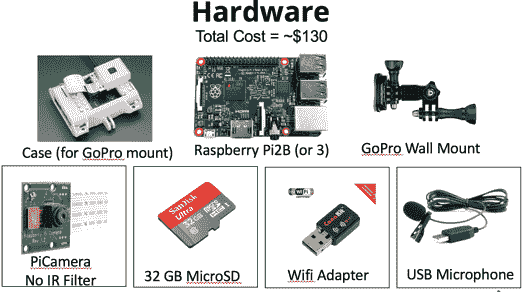 Hardware
Total Cost = ~$130
Case (for GoPro mount)
Raspberry Pi2B (or 3)
GoPro Wall Mount
SanDisk
Ultra
32GB
PiCamera
No IR Filter
32 GB MicroSD
Wifi Adapter
USB Microphone